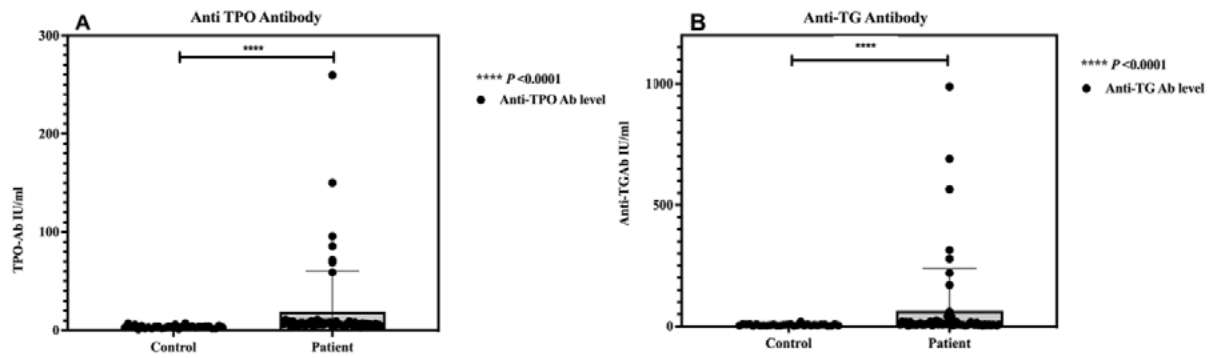 A
Anti TPO Antibody
300
200
100
0
TPO-Ab IU/ml
****
**** P <0.0001
Anti-TPO Ab level
Control
Patient
B
Anti-TG Antibody
1000
500
0
Anti-TGAb IU/ml
****
**** P <0.0001
Anti-TG Ab level
Control
Patient